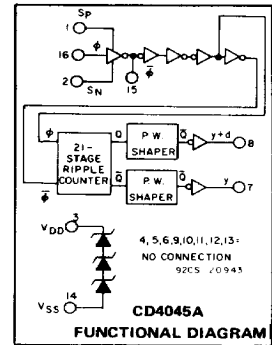 SP
1
16 φ
2
SN
15
φ̄
φ
21-
STAGE
RIPPLE
COUNTER
φ̄
Q
P. W.
SHAPER
Q̄
y+d
8
Q̄
P. W.
SHAPER
Q̄
y
7
3
VDD
VSS
14
4,5,6,9,10,11,12,13=
NO CONNECTION
92CS 20943
CD4045A
FUNCTIONAL DIAGRAM